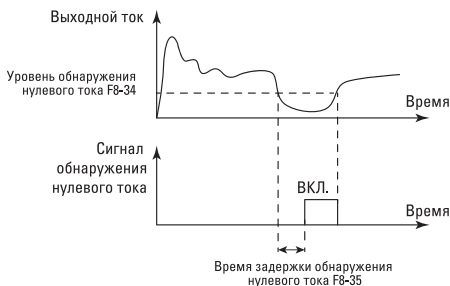 Выходной ток
Уровень обнаружения
нулевого тока F8-34
Время
Сигнал
обнаружения
нулевого тока
ВКЛ.
Время
Время задержки обнаружения
нулевого тока F8-35